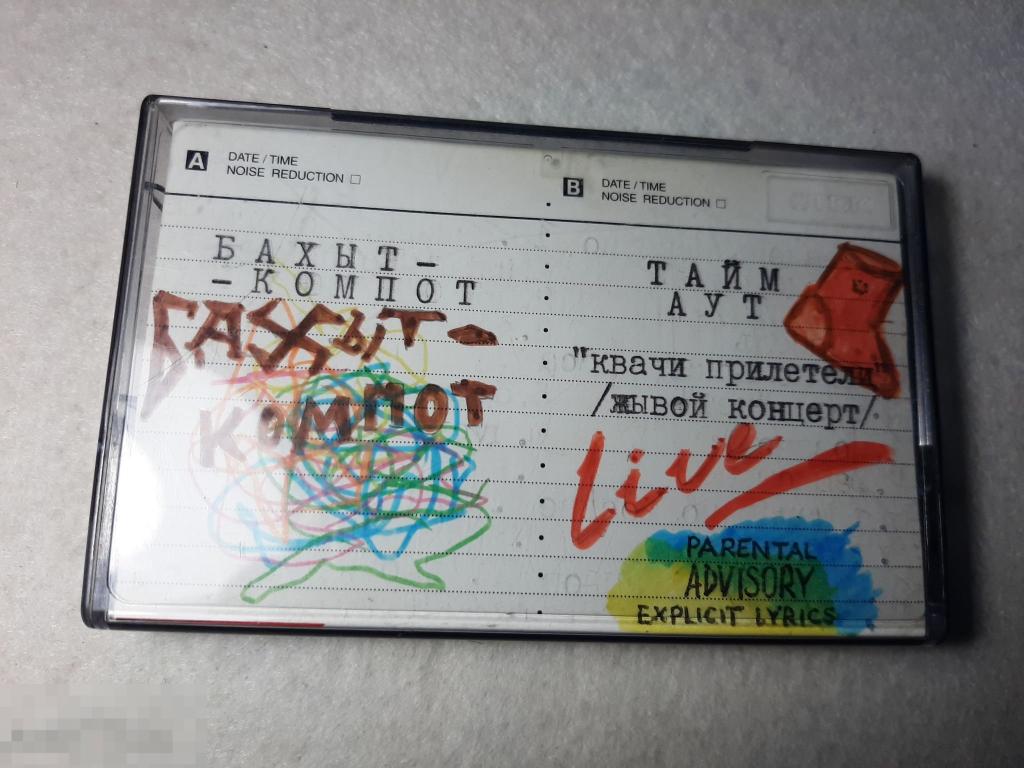 A DATE / TIME
NOISE REDUCTION
БАХЫТ-
-КОМПОТ
БАХЫТ-
КОМПОТ
B DATE / TIME
NOISE REDUCTION
ТАЙМ
АУТ
"квачи прилетели"
/жывой концерт/
Live
PARENTAL
ADVISORY
EXPLICIT LYRICS